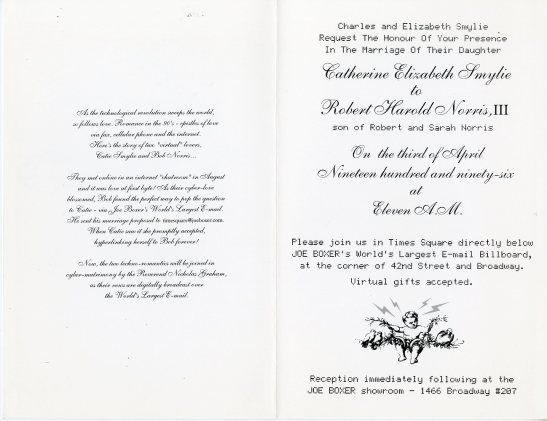 As the technological revolution sweeps the world,
so follows love. Romance in the 90's - epistles of love
via fax, cellular phone and the internet.
Here's the story of two "virtual" lovers,
Catie Smylie and Bob Norris...
They met online in an internet "chatroom" in August
and it was love at first byte! As their cyber-love
blossomed, Bob found the perfect way to pop the question
to Catie - via Joe Boxer's World's Largest E-mail.
He sent his marriage proposal to timesquare@joeboxer.com.
When Catie saw it she promptly accepted,
hyperlinking herself to Bob forever!
Now, the two techno-romantics will be joined in
cyber-matrimony by the Reverend Nicholas Graham,
as their vows are digitally broadcast over
the World's Largest E-mail.
Charles and Elizabeth Smylie
Request The Honour Of Your Presence
In The Marriage Of Their Daughter
Catherine Elizabeth Smylie
to
Robert Harold Norris, III
son of Robert and Sarah Norris
On the third of April
Nineteen hundred and ninety-six
at
Eleven A.M.
Please join us in Times Square directly below
JOE BOXER's World's Largest E-mail Billboard,
at the corner of 42nd Street and Broadway.
Virtual gifts accepted.
Reception immediately following at the
JOE BOXER showroom - 1466 Broadway #207